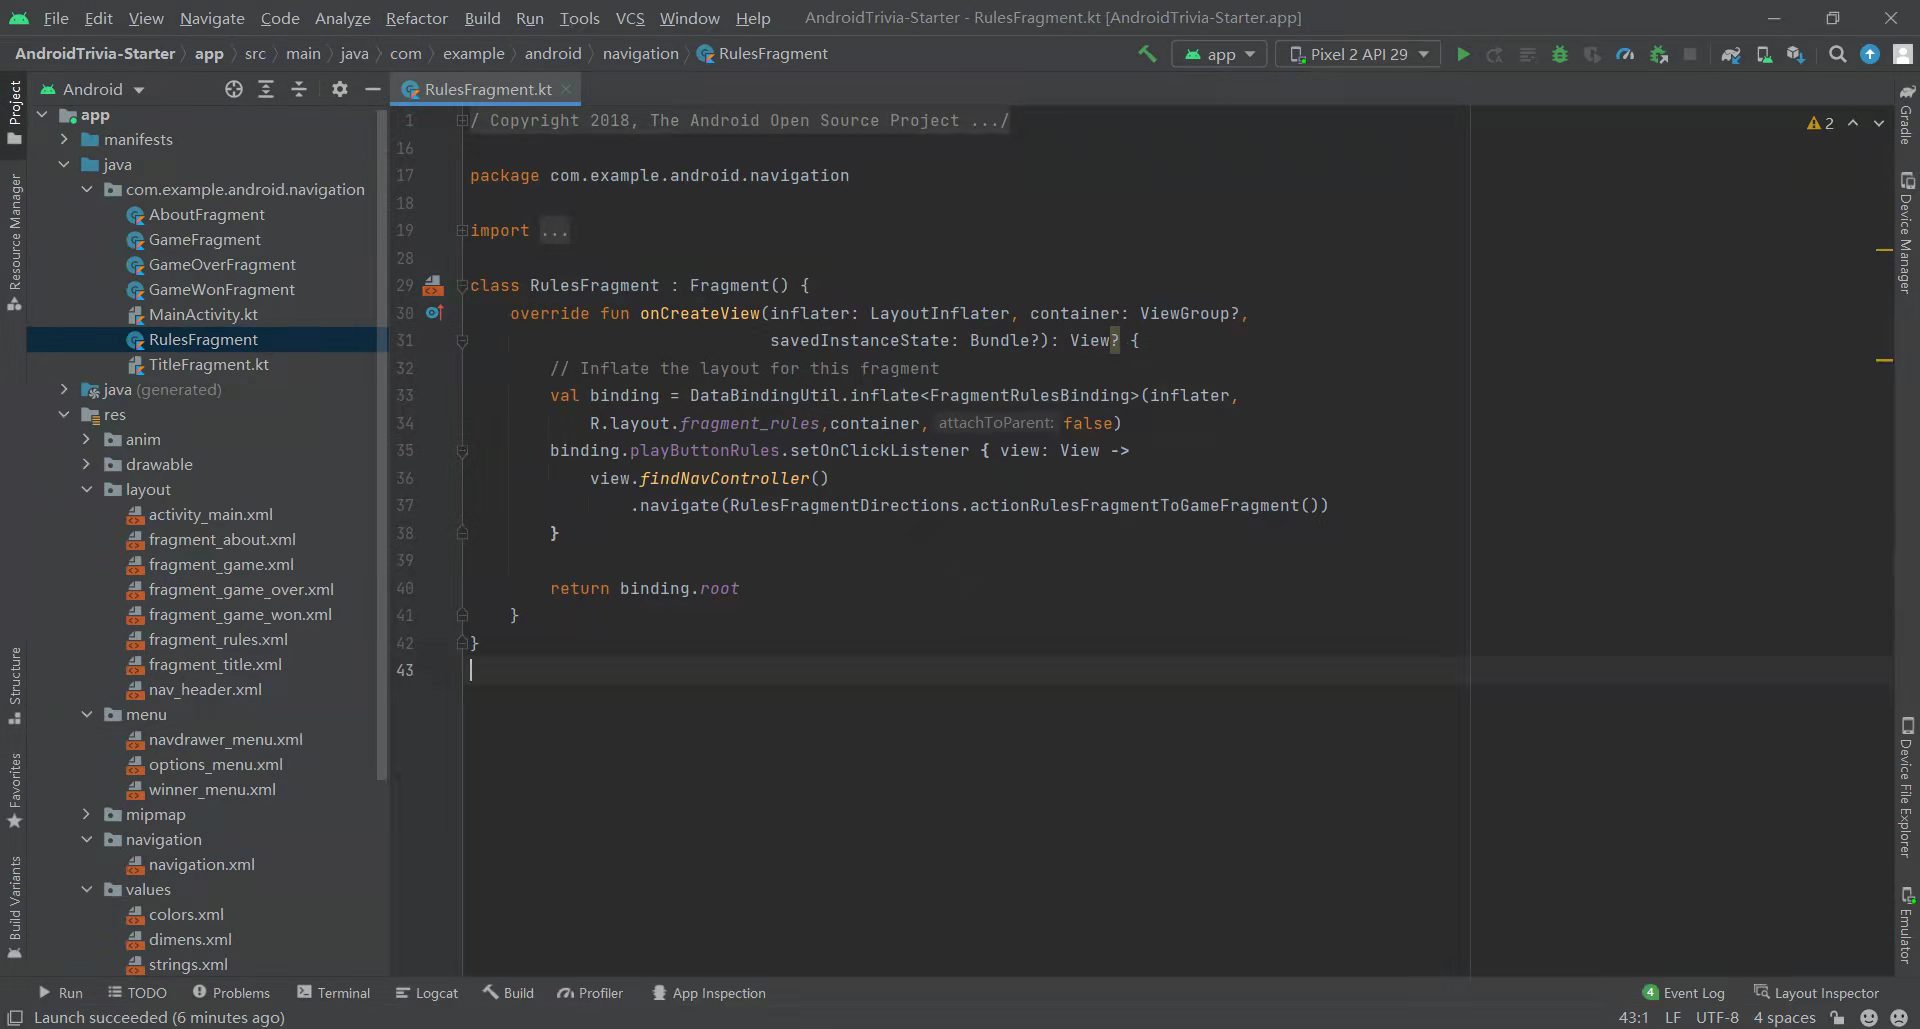 File Edit View Navigate Code Analyze Refactor Build Run Tools VCS Window Help AndroidTrivia-Starter - RulesFragment.kt [AndroidTrivia-Starter.app]
AndroidTrivia-Starter app src main java com example android navigation RulesFragment app Pixel 2 API 29
Project
Resource Manager
Structure
Favorites
Build Variants
Android
app
manifests
java
com.example.android.navigation
AboutFragment
GameFragment
GameOverFragment
GameWonFragment
MainActivity.kt
RulesFragment
TitleFragment.kt
java (generated)
res
anim
drawable
layout
activity_main.xml
fragment_about.xml
fragment_game.xml
fragment_game_over.xml
fragment_game_won.xml
fragment_rules.xml
fragment_title.xml
nav_header.xml
menu
navdrawer_menu.xml
options_menu.xml
winner_menu.xml
mipmap
navigation
navigation.xml
values
colors.xml
dimens.xml
strings.xml
RulesFragment.kt
2
1 / Copyright 2018, The Android Open Source Project .../
16
17 package com.example.android.navigation
18
19 import ...
28
29 class RulesFragment : Fragment() {
30 override fun onCreateView(inflater: LayoutInflater, container: ViewGroup?,
31 savedInstanceState: Bundle?): View? {
32 // Inflate the layout for this fragment
33 val binding = DataBindingUtil.inflate<FragmentRulesBinding>(inflater,
34 R.layout.fragment_rules,container, attachToParent: false)
35 binding.playButtonRules.setOnClickListener { view: View ->
36 view.findNavController()
37 .navigate(RulesFragmentDirections.actionRulesFragmentToGameFragment())
38 }
39
40 return binding.root
41 }
42 }
43
Gradle
Device Manager
Device File Explorer
Emulator
Run TODO Problems Terminal Logcat Build Profiler App Inspection 4 Event Log Layout Inspector
Launch succeeded (6 minutes ago) 43:1 LF UTF-8 4 spaces